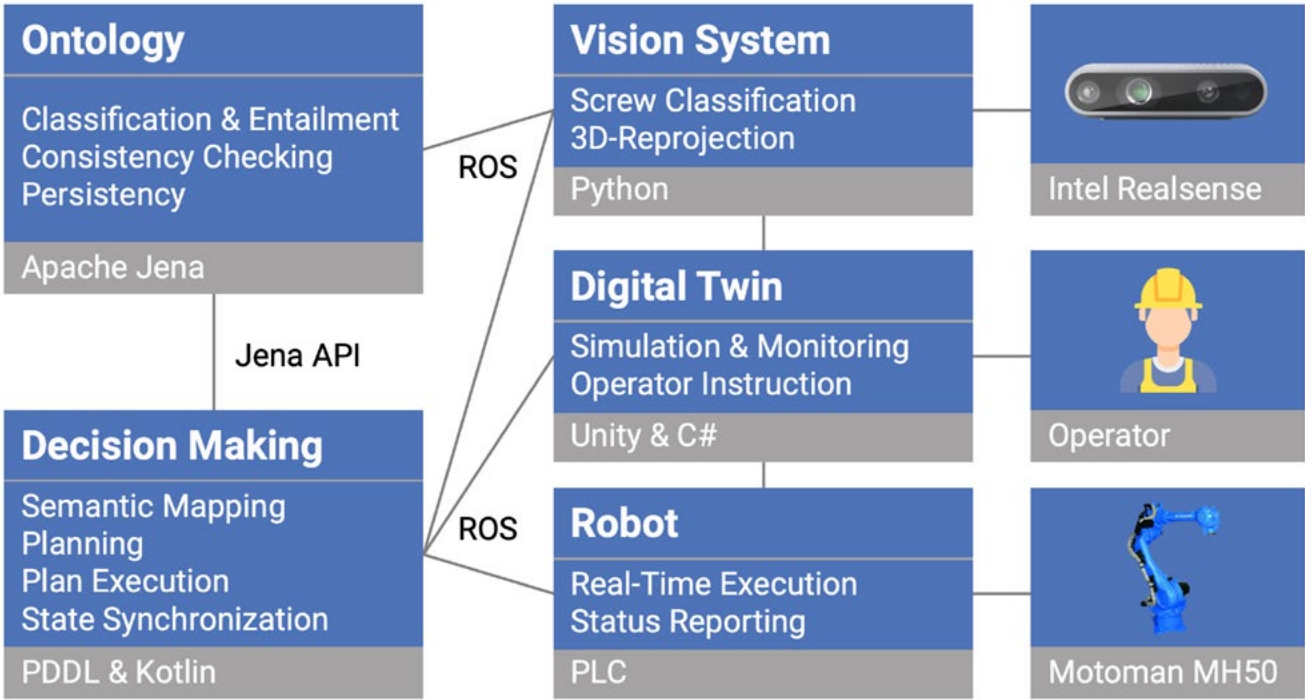 Ontology
Classification & Entailment
Consistency Checking
Persistency
Apache Jena
Jena API
Decision Making
Semantic Mapping
Planning
Plan Execution
State Synchronization
PDDL & Kotlin
ROS
ROS
Vision System
Screw Classification
3D-Reprojection
Python
Digital Twin
Simulation & Monitoring
Operator Instruction
Unity & C#
Robot
Real-Time Execution
Status Reporting
PLC
Intel Realsense
Operator
Motoman MH50